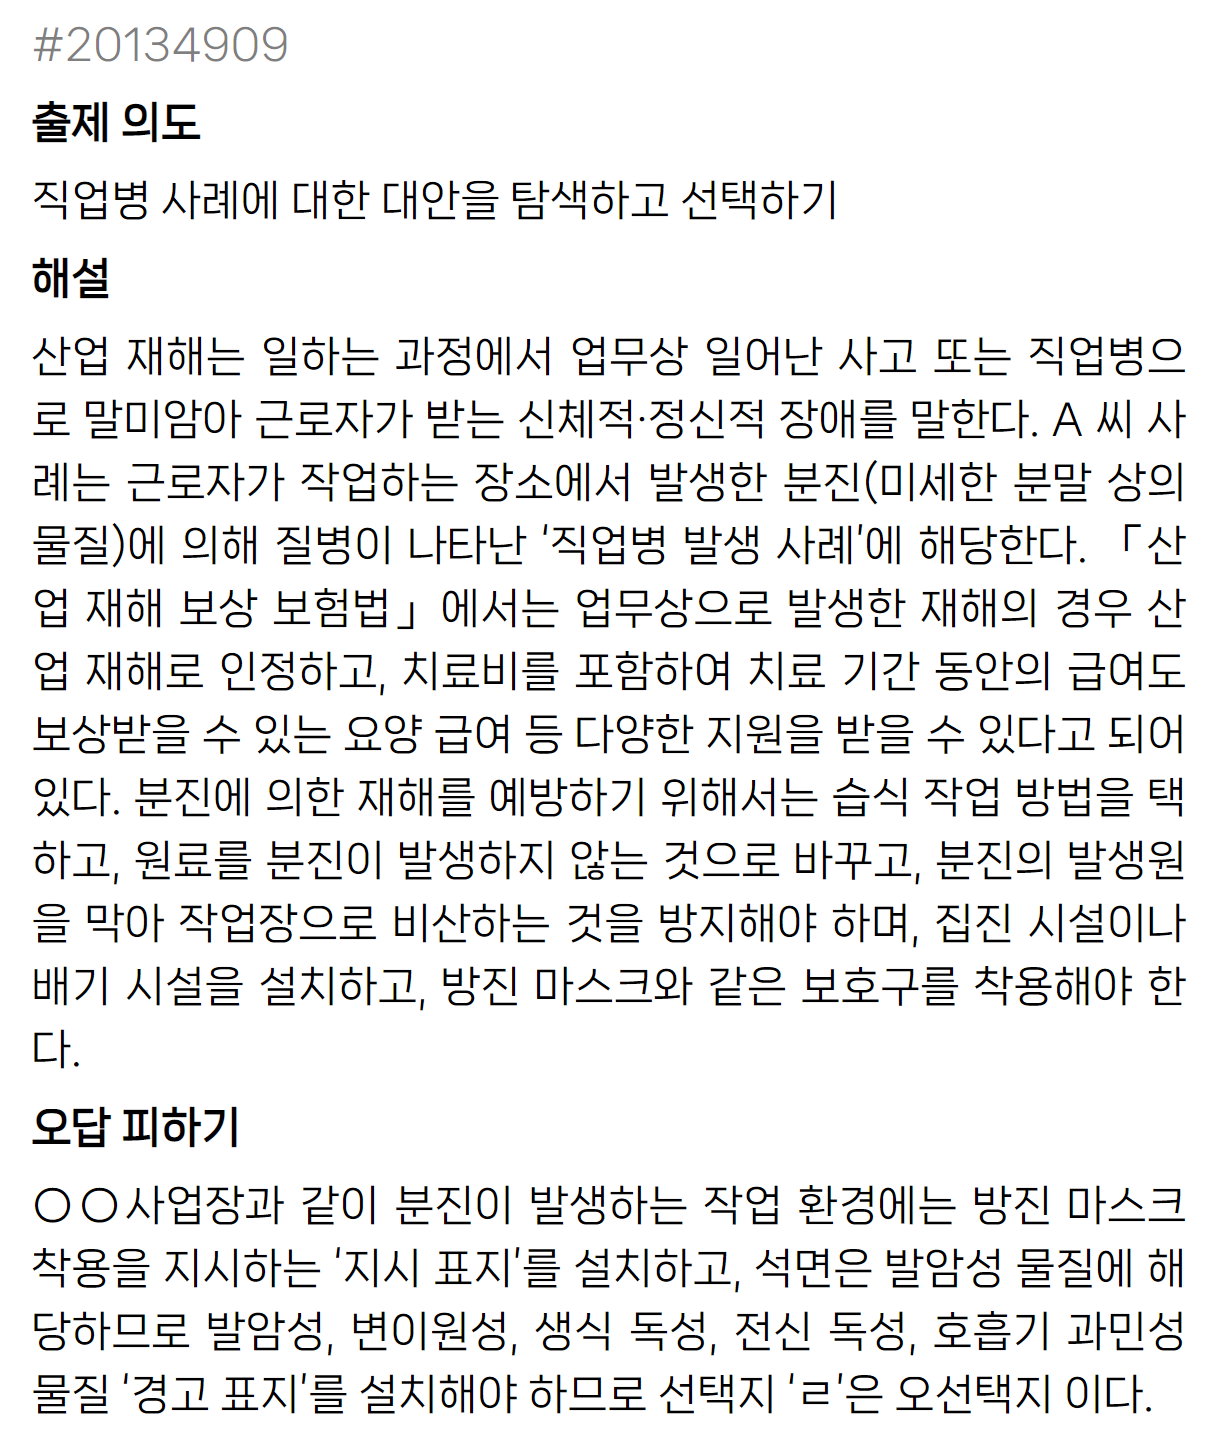 #20134909
출제 의도
직업병 사례에 대한 대안을 탐색하고 선택하기
해설
산업 재해는 일하는 과정에서 업무상 일어난 사고 또는 직업병으
로 말미암아 근로자가 받는 신체적·정신적 장애를 말한다. A 씨 사
례는 근로자가 작업하는 장소에서 발생한 분진(미세한 분말 상의
물질)에 의해 질병이 나타난 ‘직업병 발생 사례’에 해당한다. 「산
업 재해 보상 보험법」에서는 업무상으로 발생한 재해의 경우 산
업 재해로 인정하고, 치료비를 포함하여 치료 기간 동안의 급여도
보상받을 수 있는 요양 급여 등 다양한 지원을 받을 수 있다고 되어
있다. 분진에 의한 재해를 예방하기 위해서는 습식 작업 방법을 택
하고, 원료를 분진이 발생하지 않는 것으로 바꾸고, 분진의 발생원
을 막아 작업장으로 비산하는 것을 방지해야 하며, 집진 시설이나
배기 시설을 설치하고, 방진 마스크와 같은 보호구를 착용해야 한
다.
오답 피하기
○○사업장과 같이 분진이 발생하는 작업 환경에는 방진 마스크
착용을 지시하는 ‘지시 표지’를 설치하고, 석면은 발암성 물질에 해
당하므로 발암성, 변이원성, 생식 독성, 전신 독성, 호흡기 과민성
물질 ‘경고 표지’를 설치해야 하므로 선택지 ‘ㄹ’은 오선택지 이다.